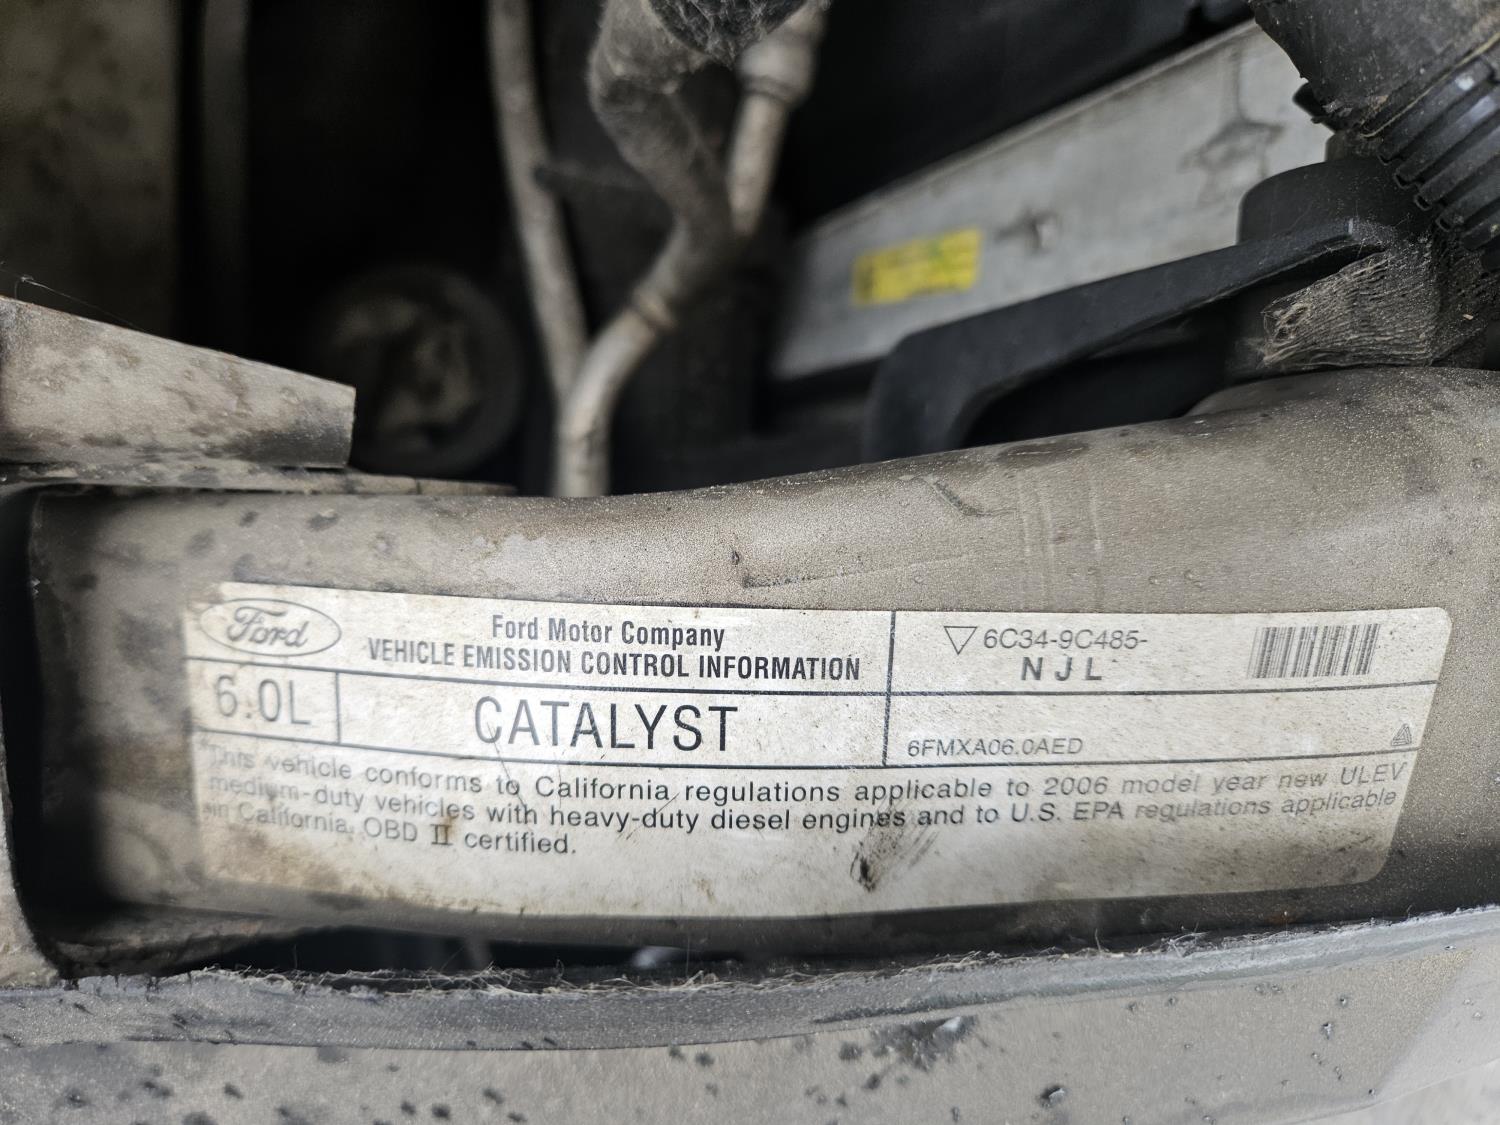 Ford
Ford Motor Company
VEHICLE EMISSION CONTROL INFORMATION
6C34-9C485-
NJL
6.0L
CATALYST
6FMXA06.0AED
This vehicle conforms to California regulations applicable to 2006 model year new ULEV
medium-duty vehicles with heavy-duty diesel engines and to U.S. EPA regulations applicable
in California. OBD II certified.